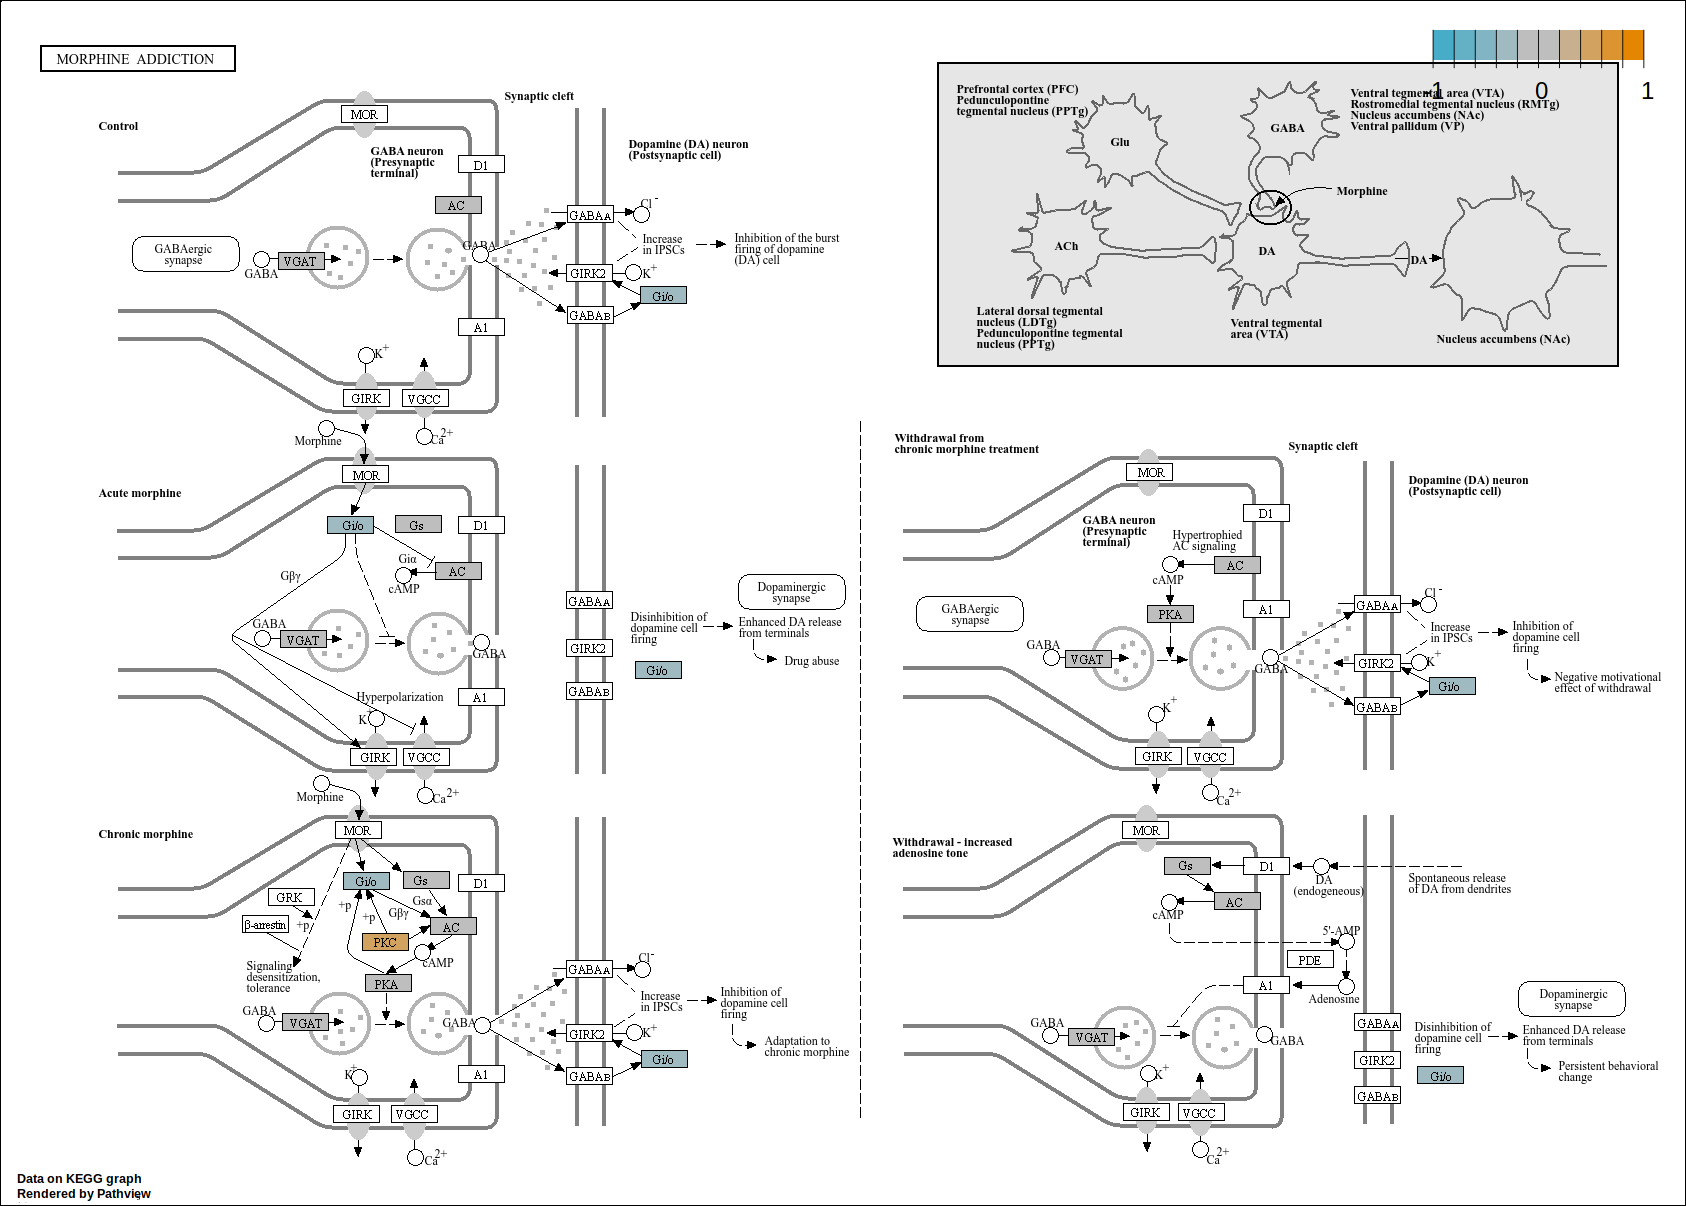 MORPHINE ADDICTION
-1
0
1
Prefrontal cortex (PFC)
Pedunculopontine
tegmental nucleus (PPTg)
Glu
GABA
Ventral tegmental area (VTA)
Rostromedial tegmental nucleus (RMTg)
Nucleus accumbens (NAc)
Ventral pallidum (VP)
Morphine
ACh
DA
DA
Lateral dorsal tegmental
nucleus (LDTg)
Pedunculopontine tegmental
nucleus (PPTg)
Ventral tegmental
area (VTA)
Nucleus accumbens (NAc)
Control
MOR
Synaptic cleft
GABA neuron
(Presynaptic
terminal)
D1
Dopamine (DA) neuron
(Postsynaptic cell)
AC
GABAergic
synapse
GABA
VGAT
GABA
GABAA
Cl -
Increase
in IPSCs
Inhibition of the burst
firing of dopamine
(DA) cell
GIRK2
K+
Gi/o
GABAB
A1
K+
GIRK
VGCC
Ca2+
Morphine
Acute morphine
MOR
Gi/o
Gs
D1
Giα
AC
cAMP
Gβγ
GABA
VGAT
GABA
Hyperpolarization
K+
A1
GIRK
VGCC
Ca2+
GABAA
GIRK2
GABAB
Disinhibition of
dopamine cell
firing
Gi/o
Dopaminergic
synapse
Enhanced DA release
from terminals
Drug abuse
Morphine
Chronic morphine
MOR
Gi/o
Gs
D1
GRK
+p
+p
Gβγ
Gsα
β-arrestin
+p
AC
PKC
cAMP
Signaling
desensitization,
tolerance
PKA
GABA
VGAT
GABA
GABAA
Cl-
Increase
in IPSCs
Inhibition of
dopamine cell
firing
GIRK2
K+
Gi/o
GABAB
Adaptation to
chronic morphine
K+
A1
GIRK
VGCC
Ca2+
Withdrawal from
chronic morphine treatment
Synaptic cleft
MOR
GABA neuron
(Presynaptic
terminal)
D1
Dopamine (DA) neuron
(Postsynaptic cell)
Hypertrophied
AC signaling
AC
cAMP
PKA
A1
GABAergic
synapse
GABA
VGAT
GABA
GABAA
Cl -
Increase
in IPSCs
Inhibition of
dopamine cell
firing
GIRK2
K+
Gi/o
GABAB
Negative motivational
effect of withdrawal
K+
GIRK
VGCC
Ca2+
Withdrawal - increased
adenosine tone
MOR
Gs
D1
DA
(endogeneous)
Spontaneous release
of DA from dendrites
AC
cAMP
5'-AMP
PDE
A1
Adenosine
GABA
VGAT
GABA
GABAA
GIRK2
GABAB
Disinhibition of
dopamine cell
firing
Gi/o
Dopaminergic
synapse
Enhanced DA release
from terminals
Persistent behavioral
change
K+
GIRK
VGCC
Ca2+
Data on KEGG graph
Rendered by Pathview